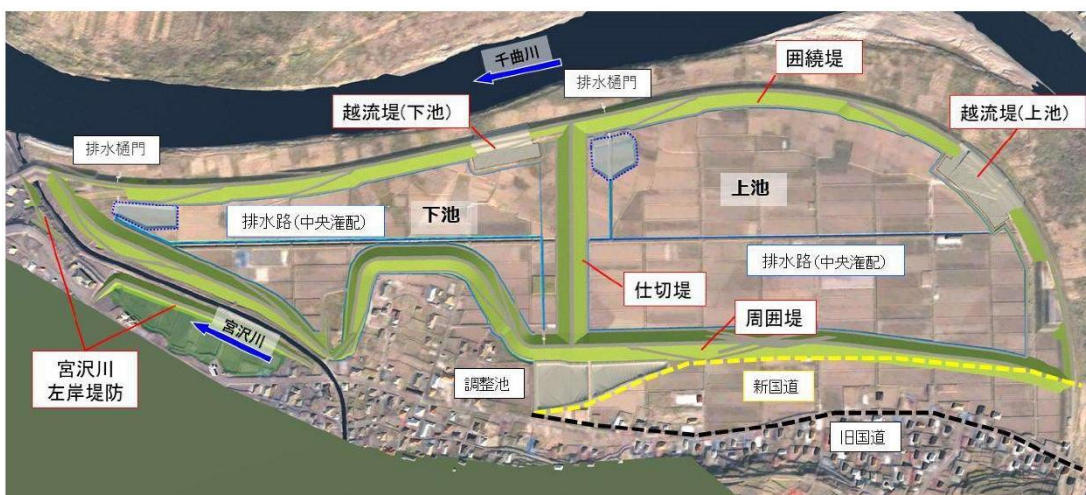 千曲川
排水樋門
囲繞堤
越流堤(下池)
越流堤(上池)
排水樋門
上池
下池
排水路(中央潅配)
排水路(中央潅配)
仕切堤
周囲堤
宮沢川
宮沢川
左岸堤防
調整池
新国道
旧国道